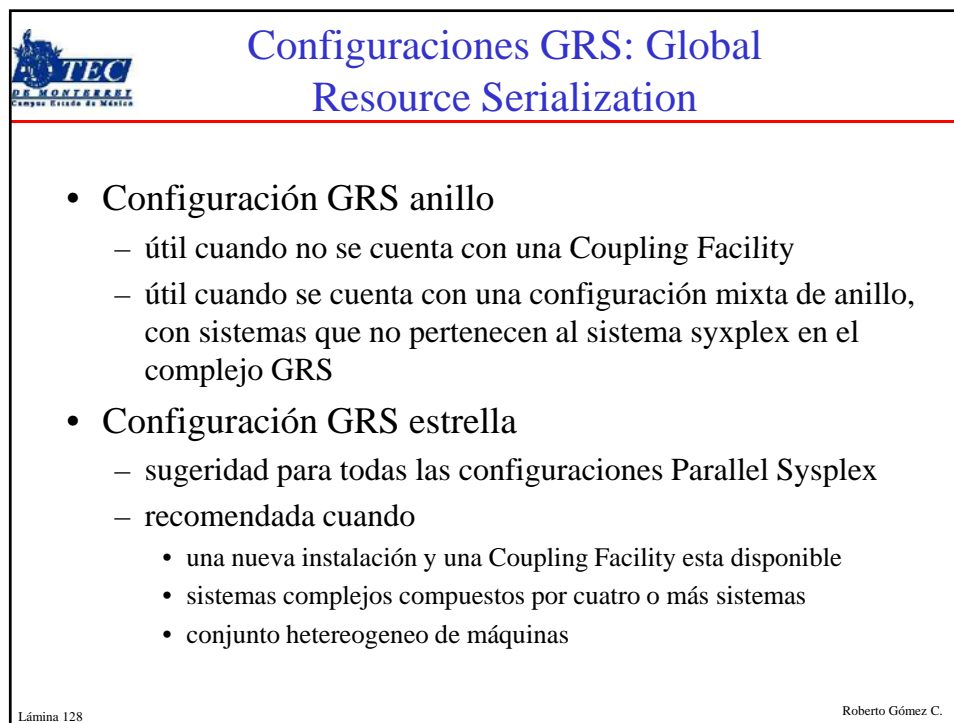 TEC
DE MONTERREY
Campus Estado de México
Configuraciones GRS: Global
Resource Serialization
• Configuración GRS anillo
– útil cuando no se cuenta con una Coupling Facility
– útil cuando se cuenta con una configuración mixta de anillo,
con sistemas que no pertenecen al sistema syxplex en el
complejo GRS
• Configuración GRS estrella
– sugeridad para todas las configuraciones Parallel Sysplex
– recomendada cuando
• una nueva instalación y una Coupling Facility esta disponible
• sistemas complejos compuestos por cuatro o más sistemas
• conjunto hetereogeneo de máquinas
Lámina 128
Roberto Gómez C.